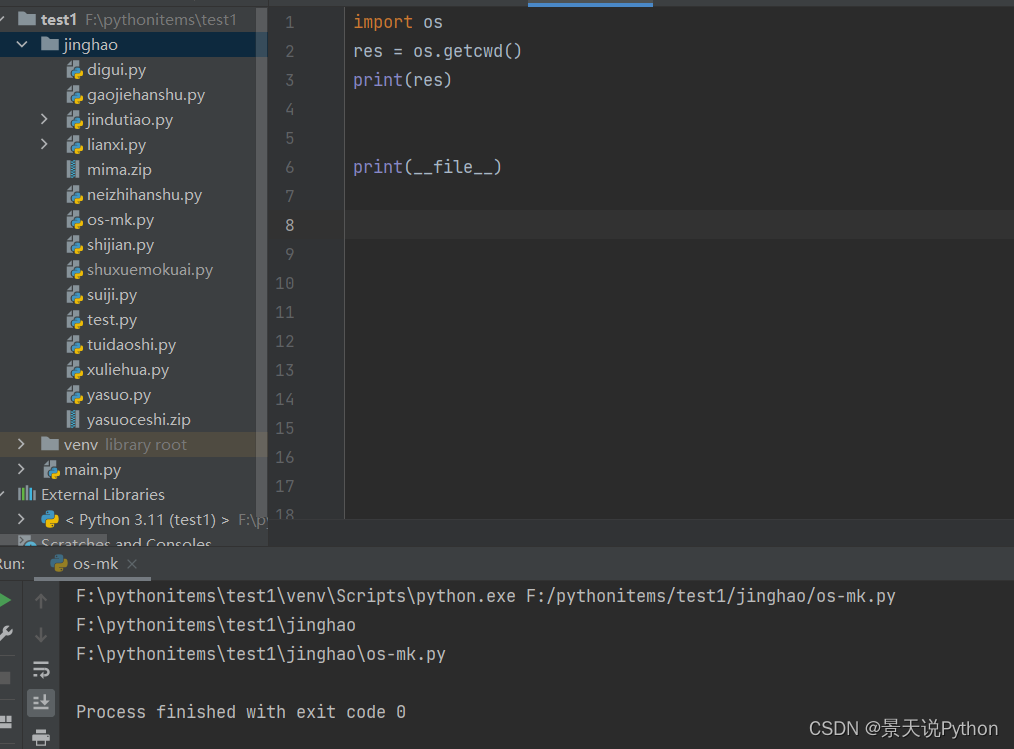 test1 F:\pythonitems\test1
jinghao
digui.py
gaojiehanshu.py
jindutiao.py
lianxi.py
mima.zip
neizhihanshu.py
os-mk.py
shijian.py
shuxuemokuai.py
suiji.py
test.py
tuidaoshi.py
xuliehua.py
yasuo.py
yasuoceshi.zip
venv library root
main.py
External Libraries
< Python 3.11 (test1) > F:\py
Scratches and Consoles
1 import os
2 res = os.getcwd()
3 print(res)
4
5
6 print(__file__)
7
8
9
10
11
12
13
14
15
16
17
18
Run: os-mk
F:\pythonitems\test1\venv\Scripts\python.exe F:/pythonitems/test1/jinghao/os-mk.py
F:\pythonitems\test1\jinghao
F:\pythonitems\test1\jinghao\os-mk.py
Process finished with exit code 0
CSDN @景天说Python